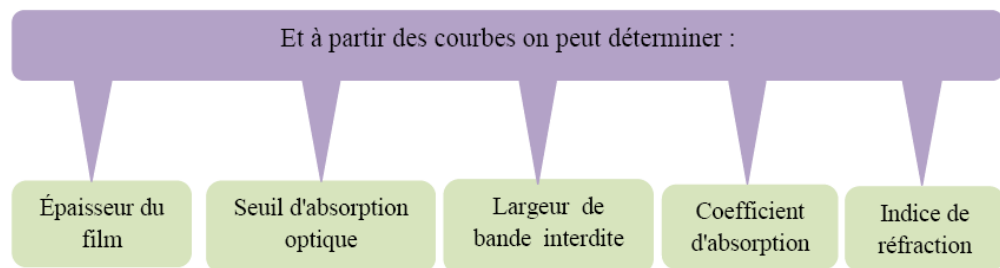 Et à partir des courbes on peut déterminer :
Épaisseur du
film
Seuil d'absorption
optique
Largeur de
bande interdite
Coefficient
d'absorption
Indice de
réfraction